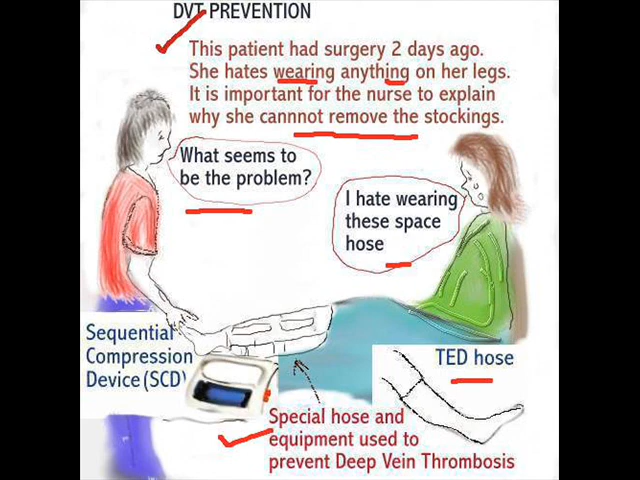 DVT PREVENTION
This patient had surgery 2 days ago.
She hates wearing anything on her legs.
It is important for the nurse to explain
why she cannnot remove the stockings.
What seems to
be the problem?
I hate wearing
these space
hose
Sequential
Compression
Device (SCD)
TED hose
Special hose and
equipment used to
prevent Deep Vein Thrombosis